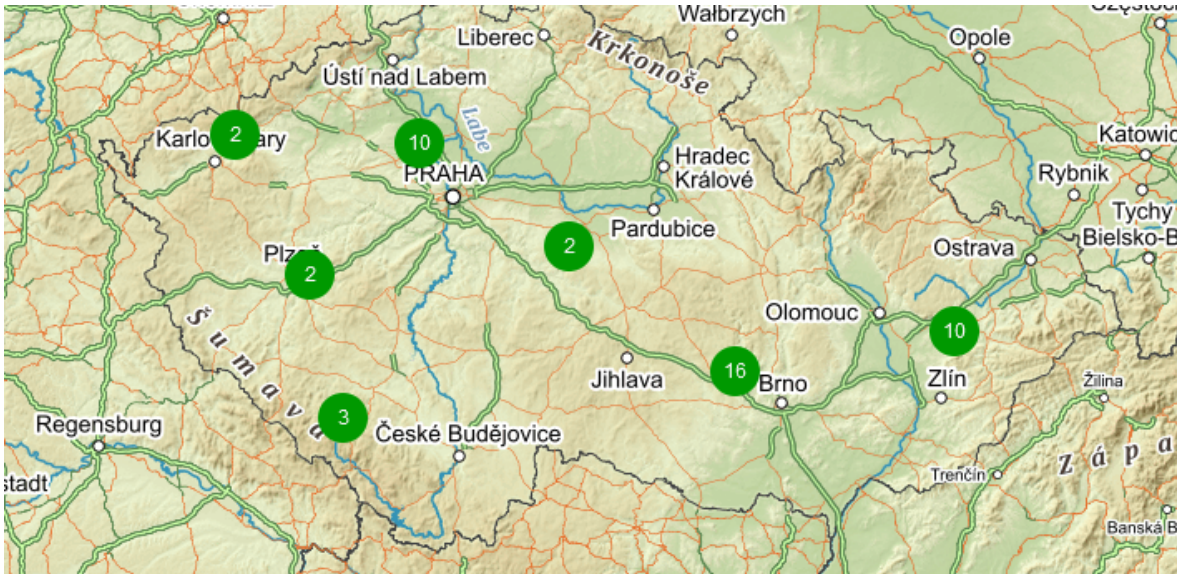 Wałbrzych
Liberec
Krkonoše
Opole
Ústí nad Labem
Labe
2
10
Katowic
PRAHA
Hradec
Králové
Rybnik
Tychy
Pardubice
2
Ostrava
Bielsko-B
2
Olomouc
10
16
Jihlava
Brno
Zlín
Žilina
Šumava
3
Regensburg
České Budějovice
Trenčín
Zápa
stadt
Banská B